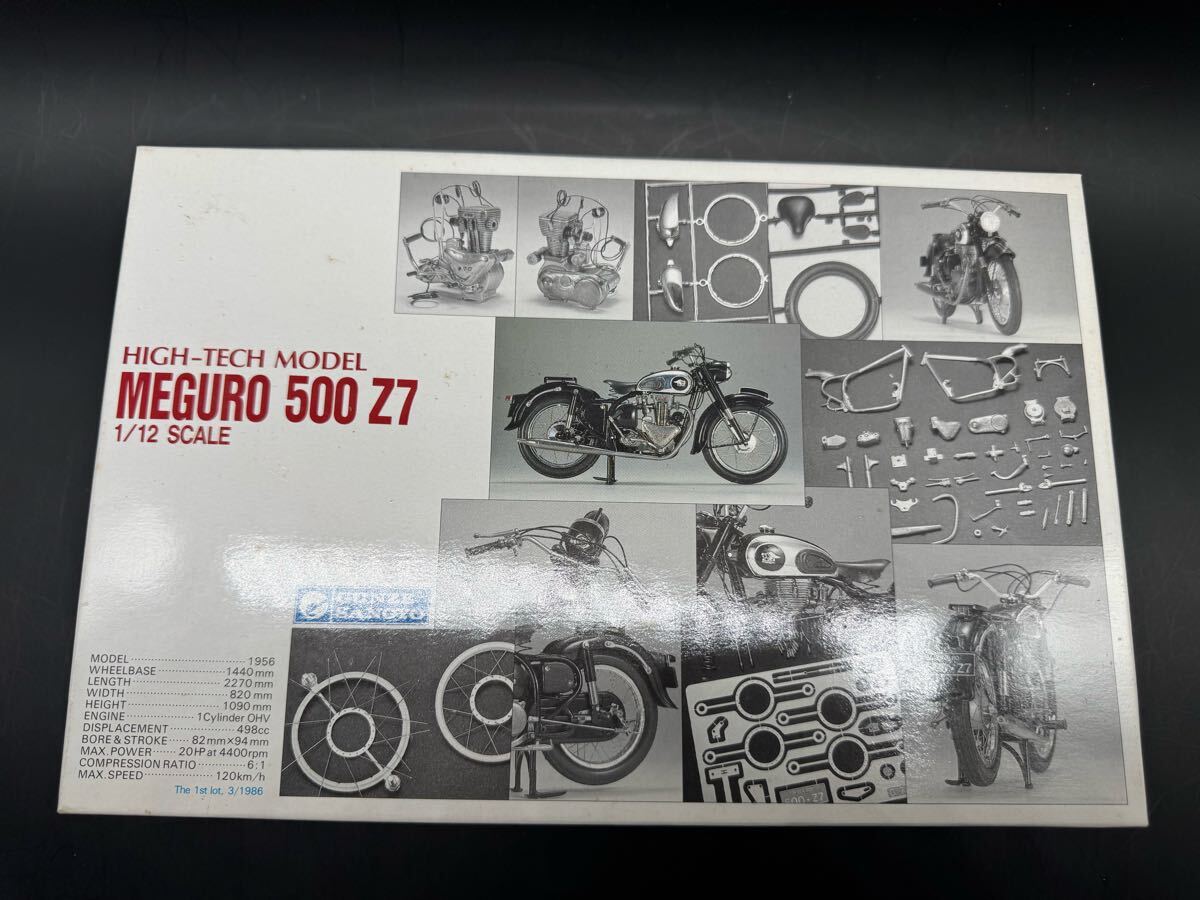 HIGH-TECH MODEL
MEGURO 500 Z7
1/12 SCALE
GUNZE
SANGYO
MODEL 1956
WHEELBASE 1440mm
LENGTH 2270mm
WIDTH 820mm
HEIGHT 1090mm
ENGINE 1Cylinder OHV
DISPLACEMENT 498cc
BORE & STROKE 82mm×94mm
MAX. POWER 20HP at 4400rpm
COMPRESSION RATIO 6:1
MAX. SPEED 120km/h
The 1st lot. 3/1986
500-Z7